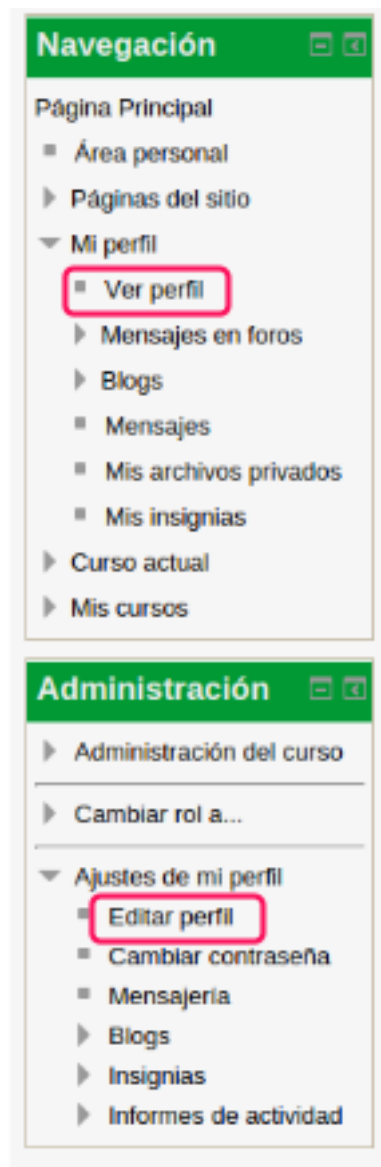 Navegación
Página Principal
Área personal
Páginas del sitio
Mi perfil
Ver perfil
Mensajes en foros
Blogs
Mensajes
Mis archivos privados
Mis insignias
Curso actual
Mis cursos
Administración
Administración del curso
Cambiar rol a...
Ajustes de mi perfil
Editar perfil
Cambiar contraseña
Mensajería
Blogs
Insignias
Informes de actividad